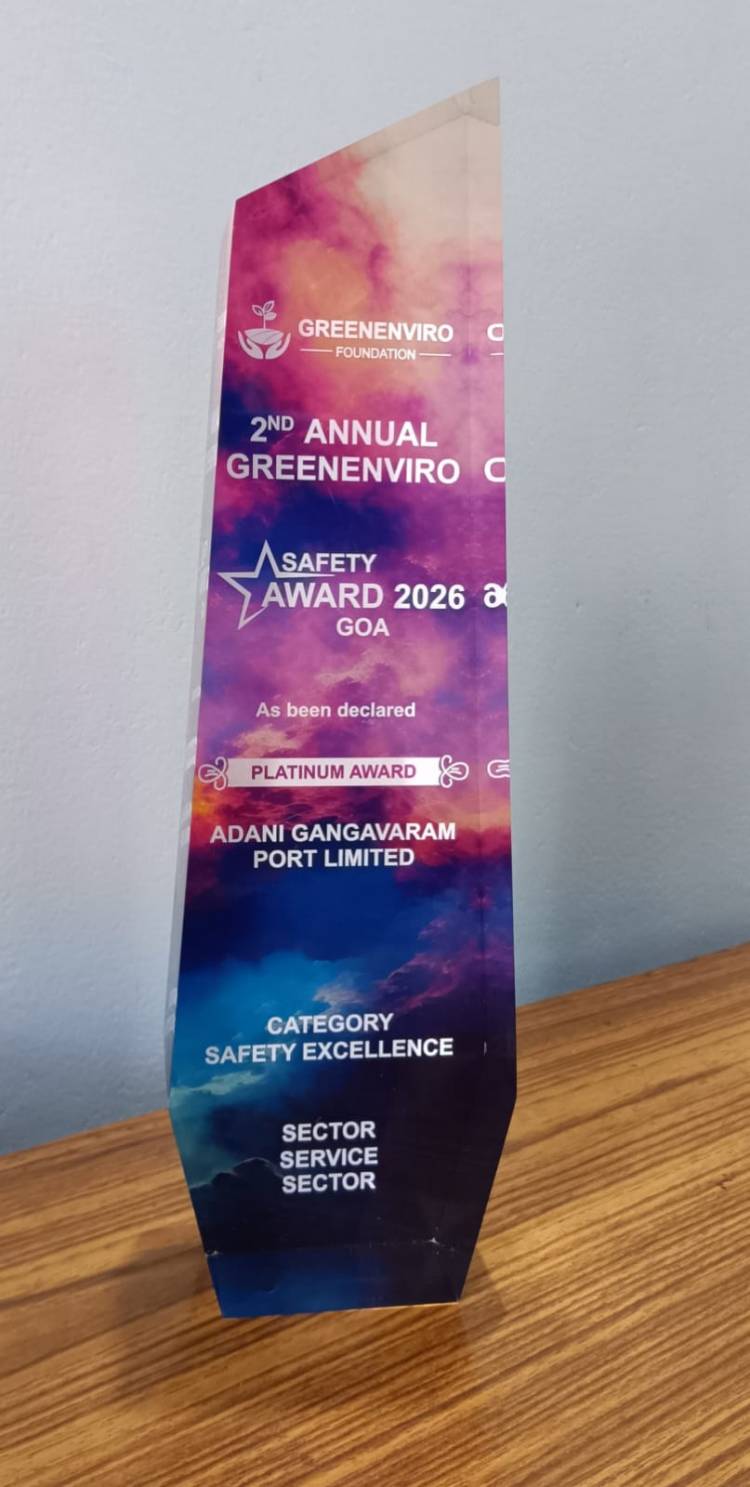 GREENENVIRO
FOUNDATION
2ND ANNUAL
GREENENVIRO
SAFETY
AWARD 2026
GOA
As been declared
PLATINUM AWARD
ADANI GANGAVARAM
PORT LIMITED
CATEGORY
SAFETY EXCELLENCE
SECTOR
SERVICE
SECTOR